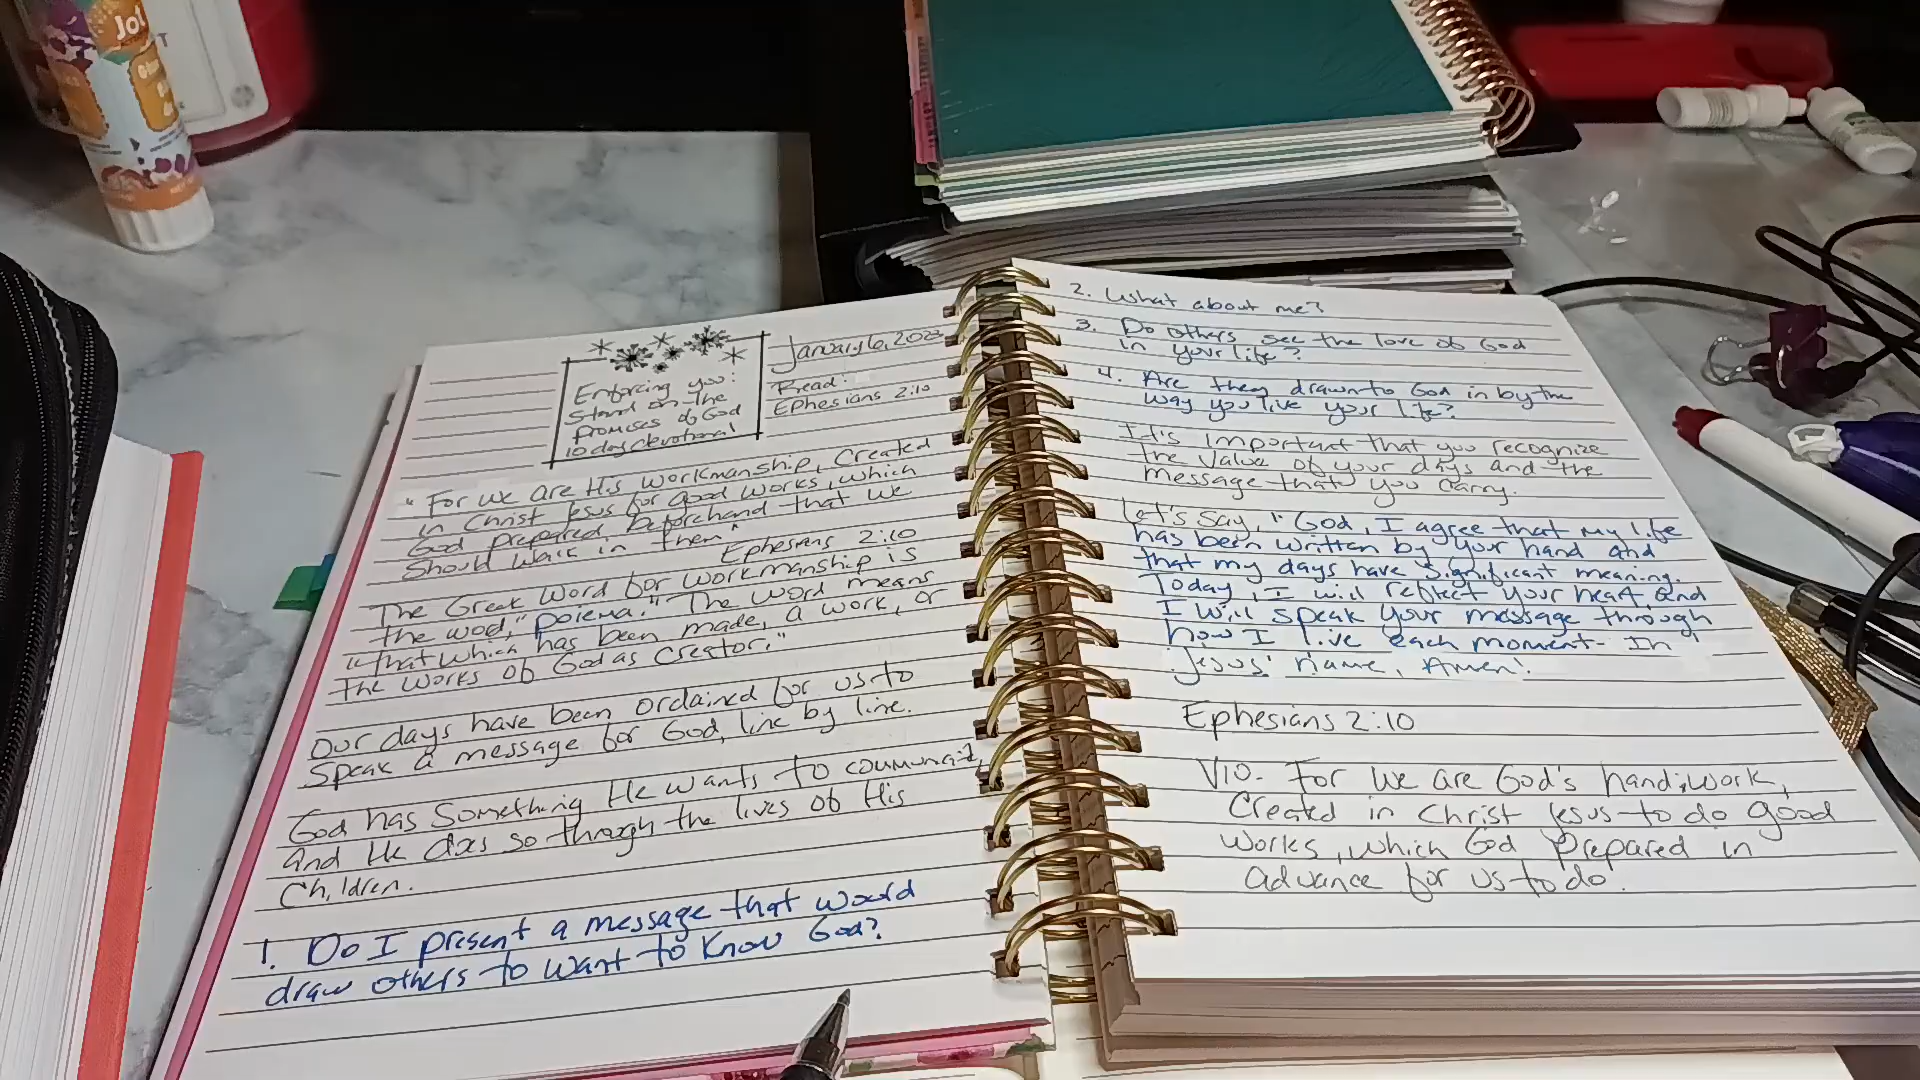 Jol
Enforcing you:
Stand on the
Promises of God
10 day devotional
January 6, 2023
Read:
Ephesians 2:10
"For we are His workmanship, created
in Christ Jesus for good works, which
God prepared, beforehand that we
should walk in them"
Ephesians 2:10
The Greek Word for workmanship is
the wod, "poiema." The word means
"that which has been made, a work, or
the works of God as Creator."
Our days have been ordained for us to
speak a message for God, line by line.
God has something He wants to
and He does so through the lives of His
Children.
1. Do I present a message that would
draw others to want to know God?
2. What about me?
3. Do others see the love of God
in your life?
4. Are they drawn to God in by the
way you live your life?
It's important that you recognize
the value of your days and the
message that you carry.
Let's say, "God, I agree that my life
has been written by your hand and
that my days have significant meaning.
Today, I will reflect your heart, and
I will speak your message through
how I live each moment- In
Jesus' name, Amen!
Ephesians 2:10
V10- For we are God's handiwork,
Created in Christ Jesus to do good
works, which God prepared in
advance for us to do.